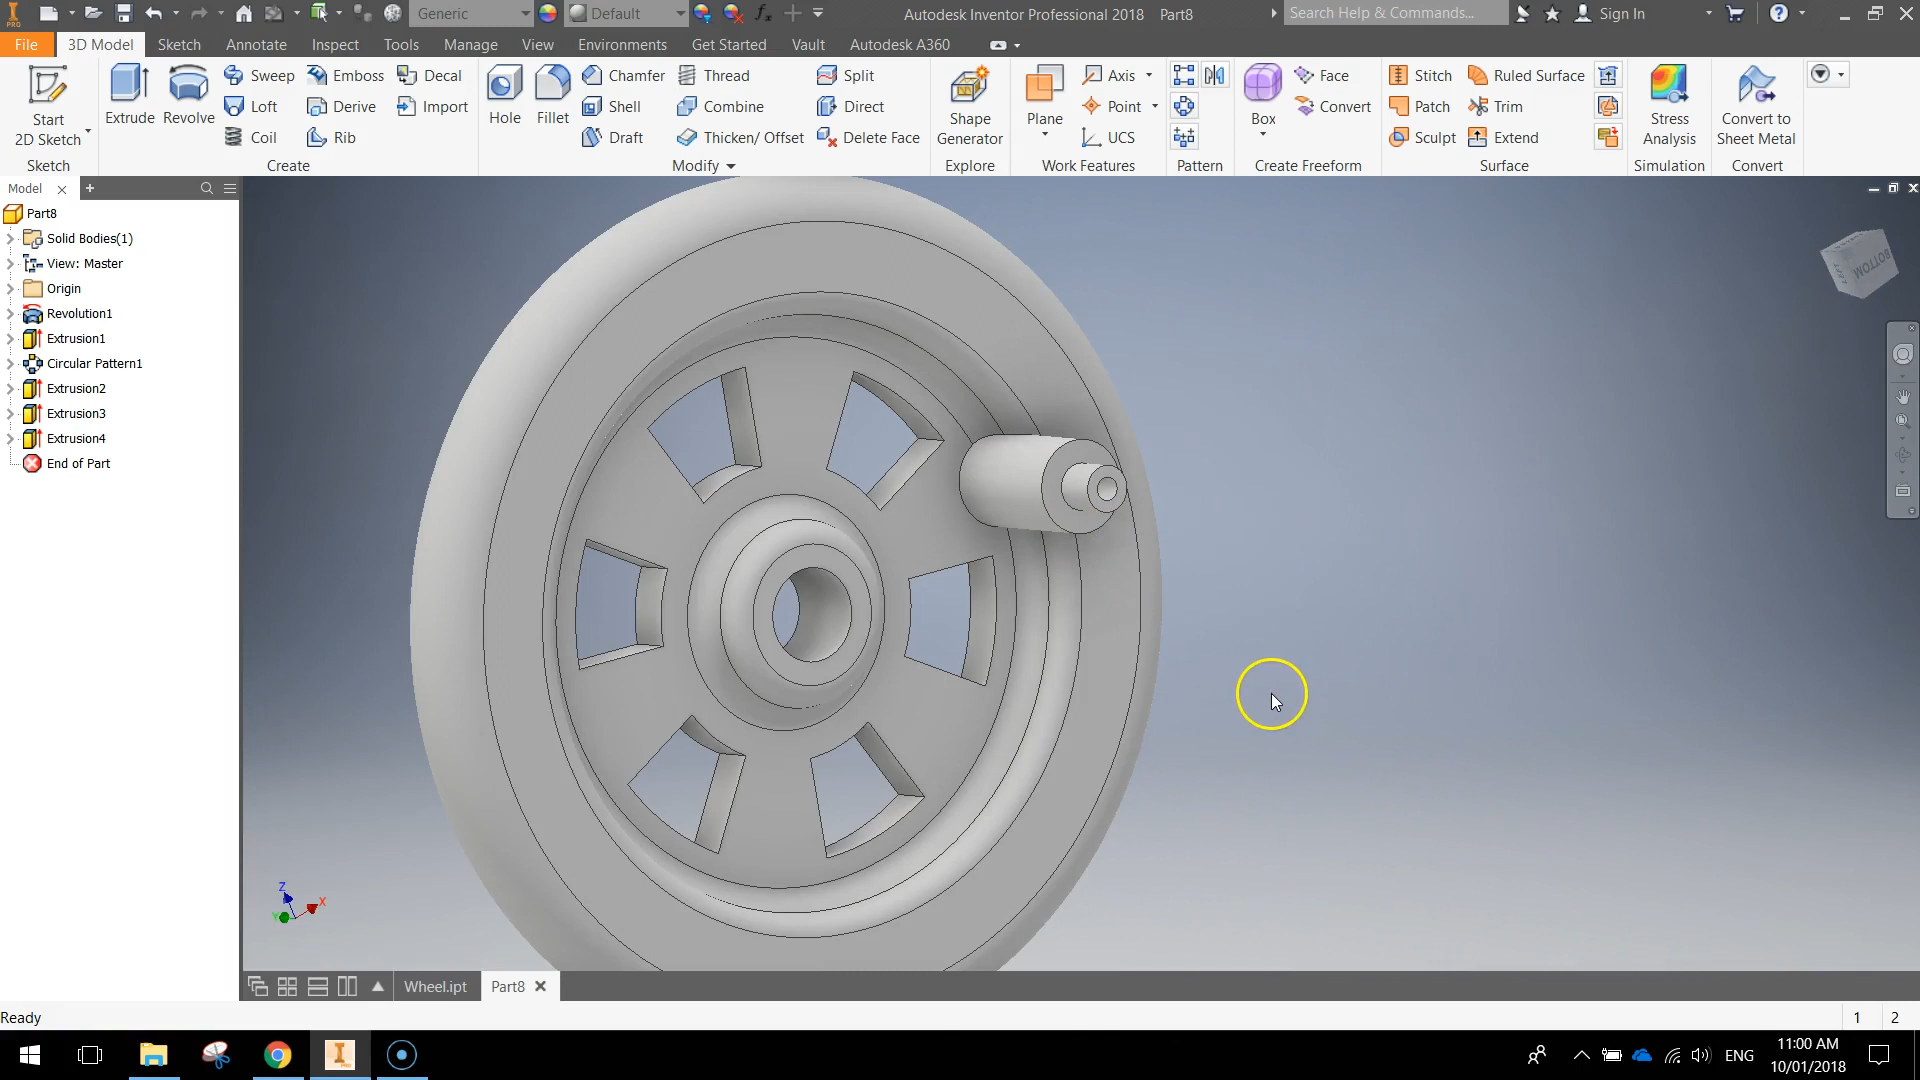 PRO
Generic
Default
Autodesk Inventor Professional 2018 Part8
Search Help & Commands...
Sign In
File
3D Model
Sketch
Annotate
Inspect
Tools
Manage
View
Environments
Get Started
Vault
Autodesk A360
Start
2D Sketch
Sketch
Extrude
Revolve
Sweep
Loft
Coil
Emboss
Derive
Rib
Decal
Import
Create
Hole
Fillet
Chamfer
Shell
Draft
Thread
Combine
Thicken/ Offset
Split
Direct
Delete Face
Modify
Shape
Generator
Explore
Plane
Axis
Point
UCS
Work Features
Pattern
Box
Face
Convert
Create Freeform
Stitch
Patch
Sculpt
Ruled Surface
Trim
Extend
Surface
Stress
Analysis
Simulation
Convert to
Sheet Metal
Convert
Model
Part8
Solid Bodies(1)
View: Master
Origin
Revolution1
Extrusion1
Circular Pattern1
Extrusion2
Extrusion3
Extrusion4
End of Part
BOTTOM
Z
X
Y
Wheel.ipt
Part8
Ready
1
2
ENG
11:00 AM
10/01/2018